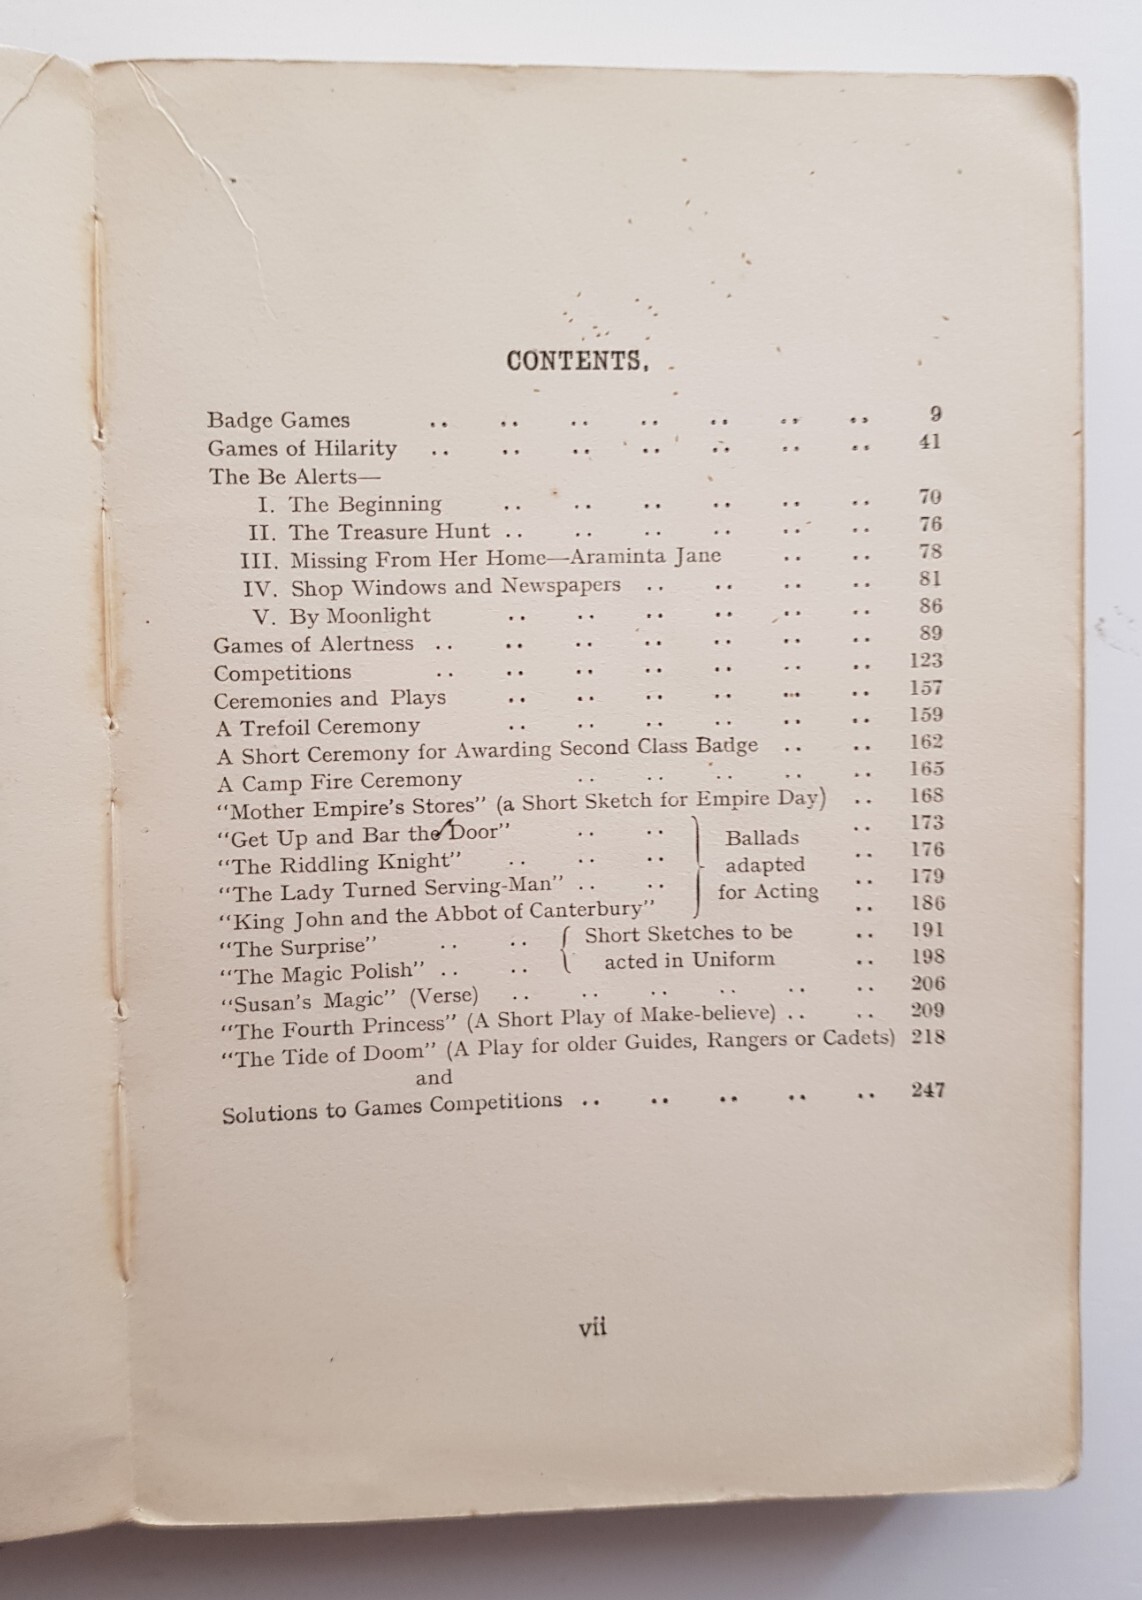 CONTENTS.
Badge Games .. .. .. .. .. .. .. 9
Games of Hilarity .. .. .. .. .. .. .. 41
The Be Alerts—
I. The Beginning .. .. .. .. .. .. 70
II. The Treasure Hunt .. .. .. .. .. .. 76
III. Missing From Her Home—Araminta Jane .. .. 78
IV. Shop Windows and Newspapers .. .. .. .. 81
V. By Moonlight .. .. .. .. .. .. 86
Games of Alertness .. .. .. .. .. .. .. 89
Competitions .. .. .. .. .. .. .. 123
Ceremonies and Plays .. .. .. .. .. .. 157
A Trefoil Ceremony .. .. .. .. .. .. 159
A Short Ceremony for Awarding Second Class Badge .. .. 162
A Camp Fire Ceremony .. .. .. .. .. 165
"Mother Empire's Stores" (a Short Sketch for Empire Day) .. 168
"Get Up and Bar the Door" .. .. Ballads .. 173
"The Riddling Knight" .. .. .. adapted .. 176
"The Lady Turned Serving-Man" .. .. for Acting .. 179
"King John and the Abbot of Canterbury" .. 186
"The Surprise" .. .. Short Sketches to be .. 191
"The Magic Polish" .. .. acted in Uniform .. 198
"Susan's Magic" (Verse) .. .. .. .. .. .. 206
"The Fourth Princess" (A Short Play of Make-believe) .. .. 209
"The Tide of Doom" (A Play for older Guides, Rangers or Cadets) 218
and
Solutions to Games Competitions .. .. .. .. .. 247
vii